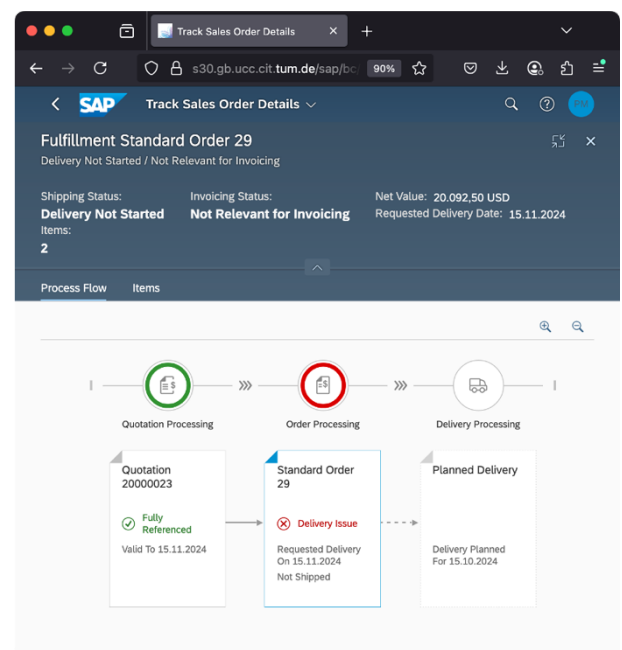 Track Sales Order Details
s30.gb.ucc.cit.tum.de/sap/bc/
90%
SAP
Track Sales Order Details
PM
Fulfillment Standard Order 29
Delivery Not Started / Not Relevant for Invoicing
Shipping Status:
Delivery Not Started
Invoicing Status:
Not Relevant for Invoicing
Net Value: 20.092,50 USD
Requested Delivery Date: 15.11.2024
Items:
2
Process Flow
Items
Quotation Processing
Order Processing
Delivery Processing
Quotation
20000023
Fully
Referenced
Valid To 15.11.2024
Standard Order
29
Delivery Issue
Requested Delivery
On 15.11.2024
Not Shipped
Planned Delivery
Delivery Planned
For 15.10.2024